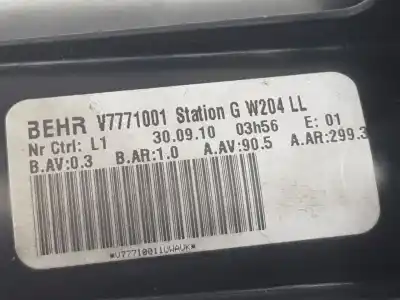 BEHR V7771001 Station G W204 LL
Nr Ctrl: L1 30.09.10 03h56 E: 01
B.AV:0.3 B.AR:1.0 A.AV:90.5 A.AR:299.3
*V77710011UWAVK*